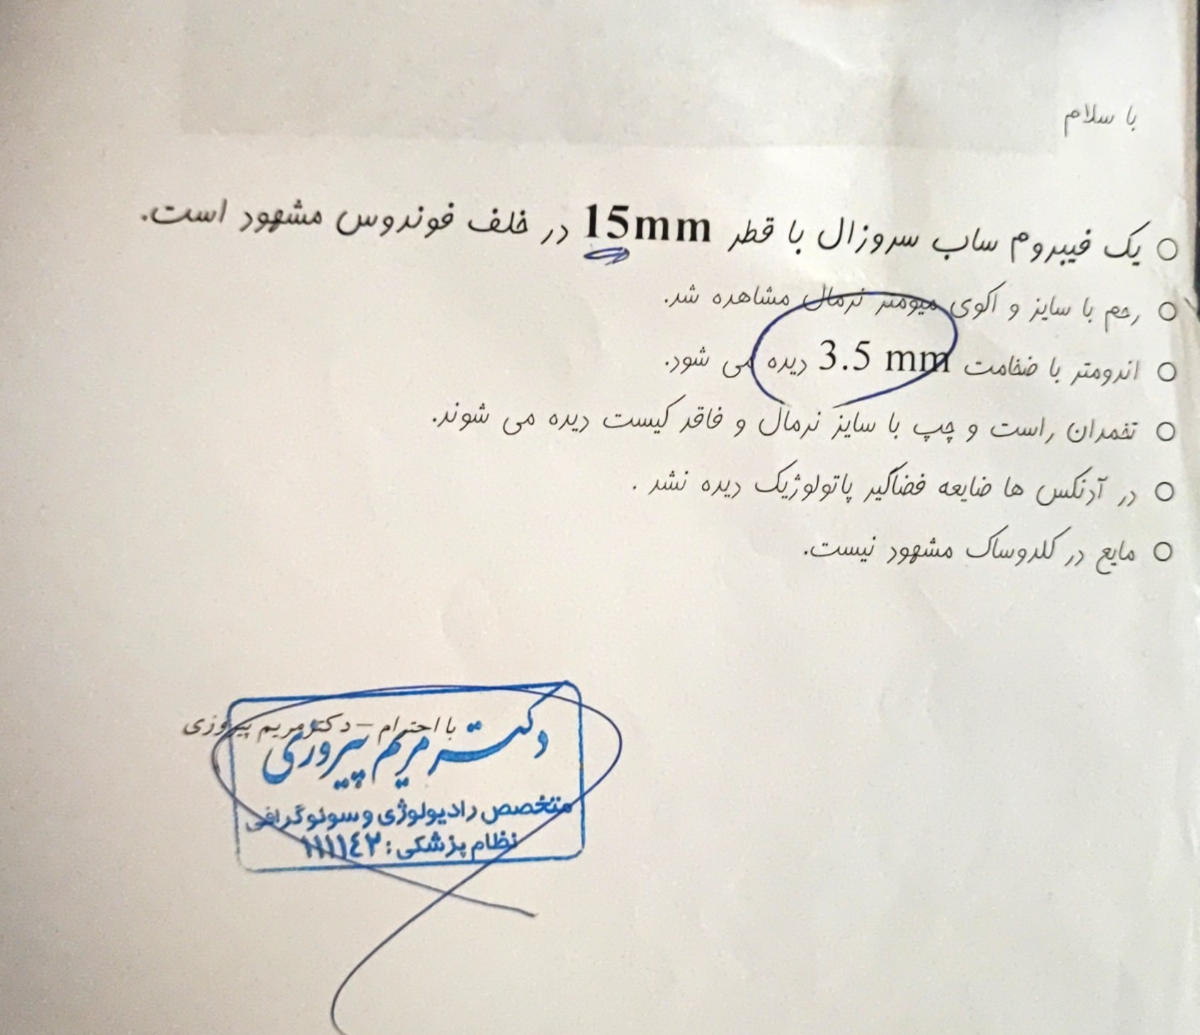 با سلام
○ یک فیبروم ساب سروزال با قطر 15mm در خلف فوندوس مشهود است.
○ رحم با سایز و اکوی میومتر نرمال مشاهده شد.
○ اندومتر با ضخامت 3.5 mm دیده می شود.
○ تخمدان راست و چپ با سایز نرمال و فاقد کیست دیده می شوند.
○ در آدنکس ها ضایعه فضاگیر پاتولوژیک دیده نشد .
○ مایع در کلدوساک مشهود نیست.
با احترام – دکتر مریم پیروزی
دکتر مریم پیروزی
متخصص رادیولوژی و سونوگرافی
نظام پزشکی : ۱۱۱۱۴۲